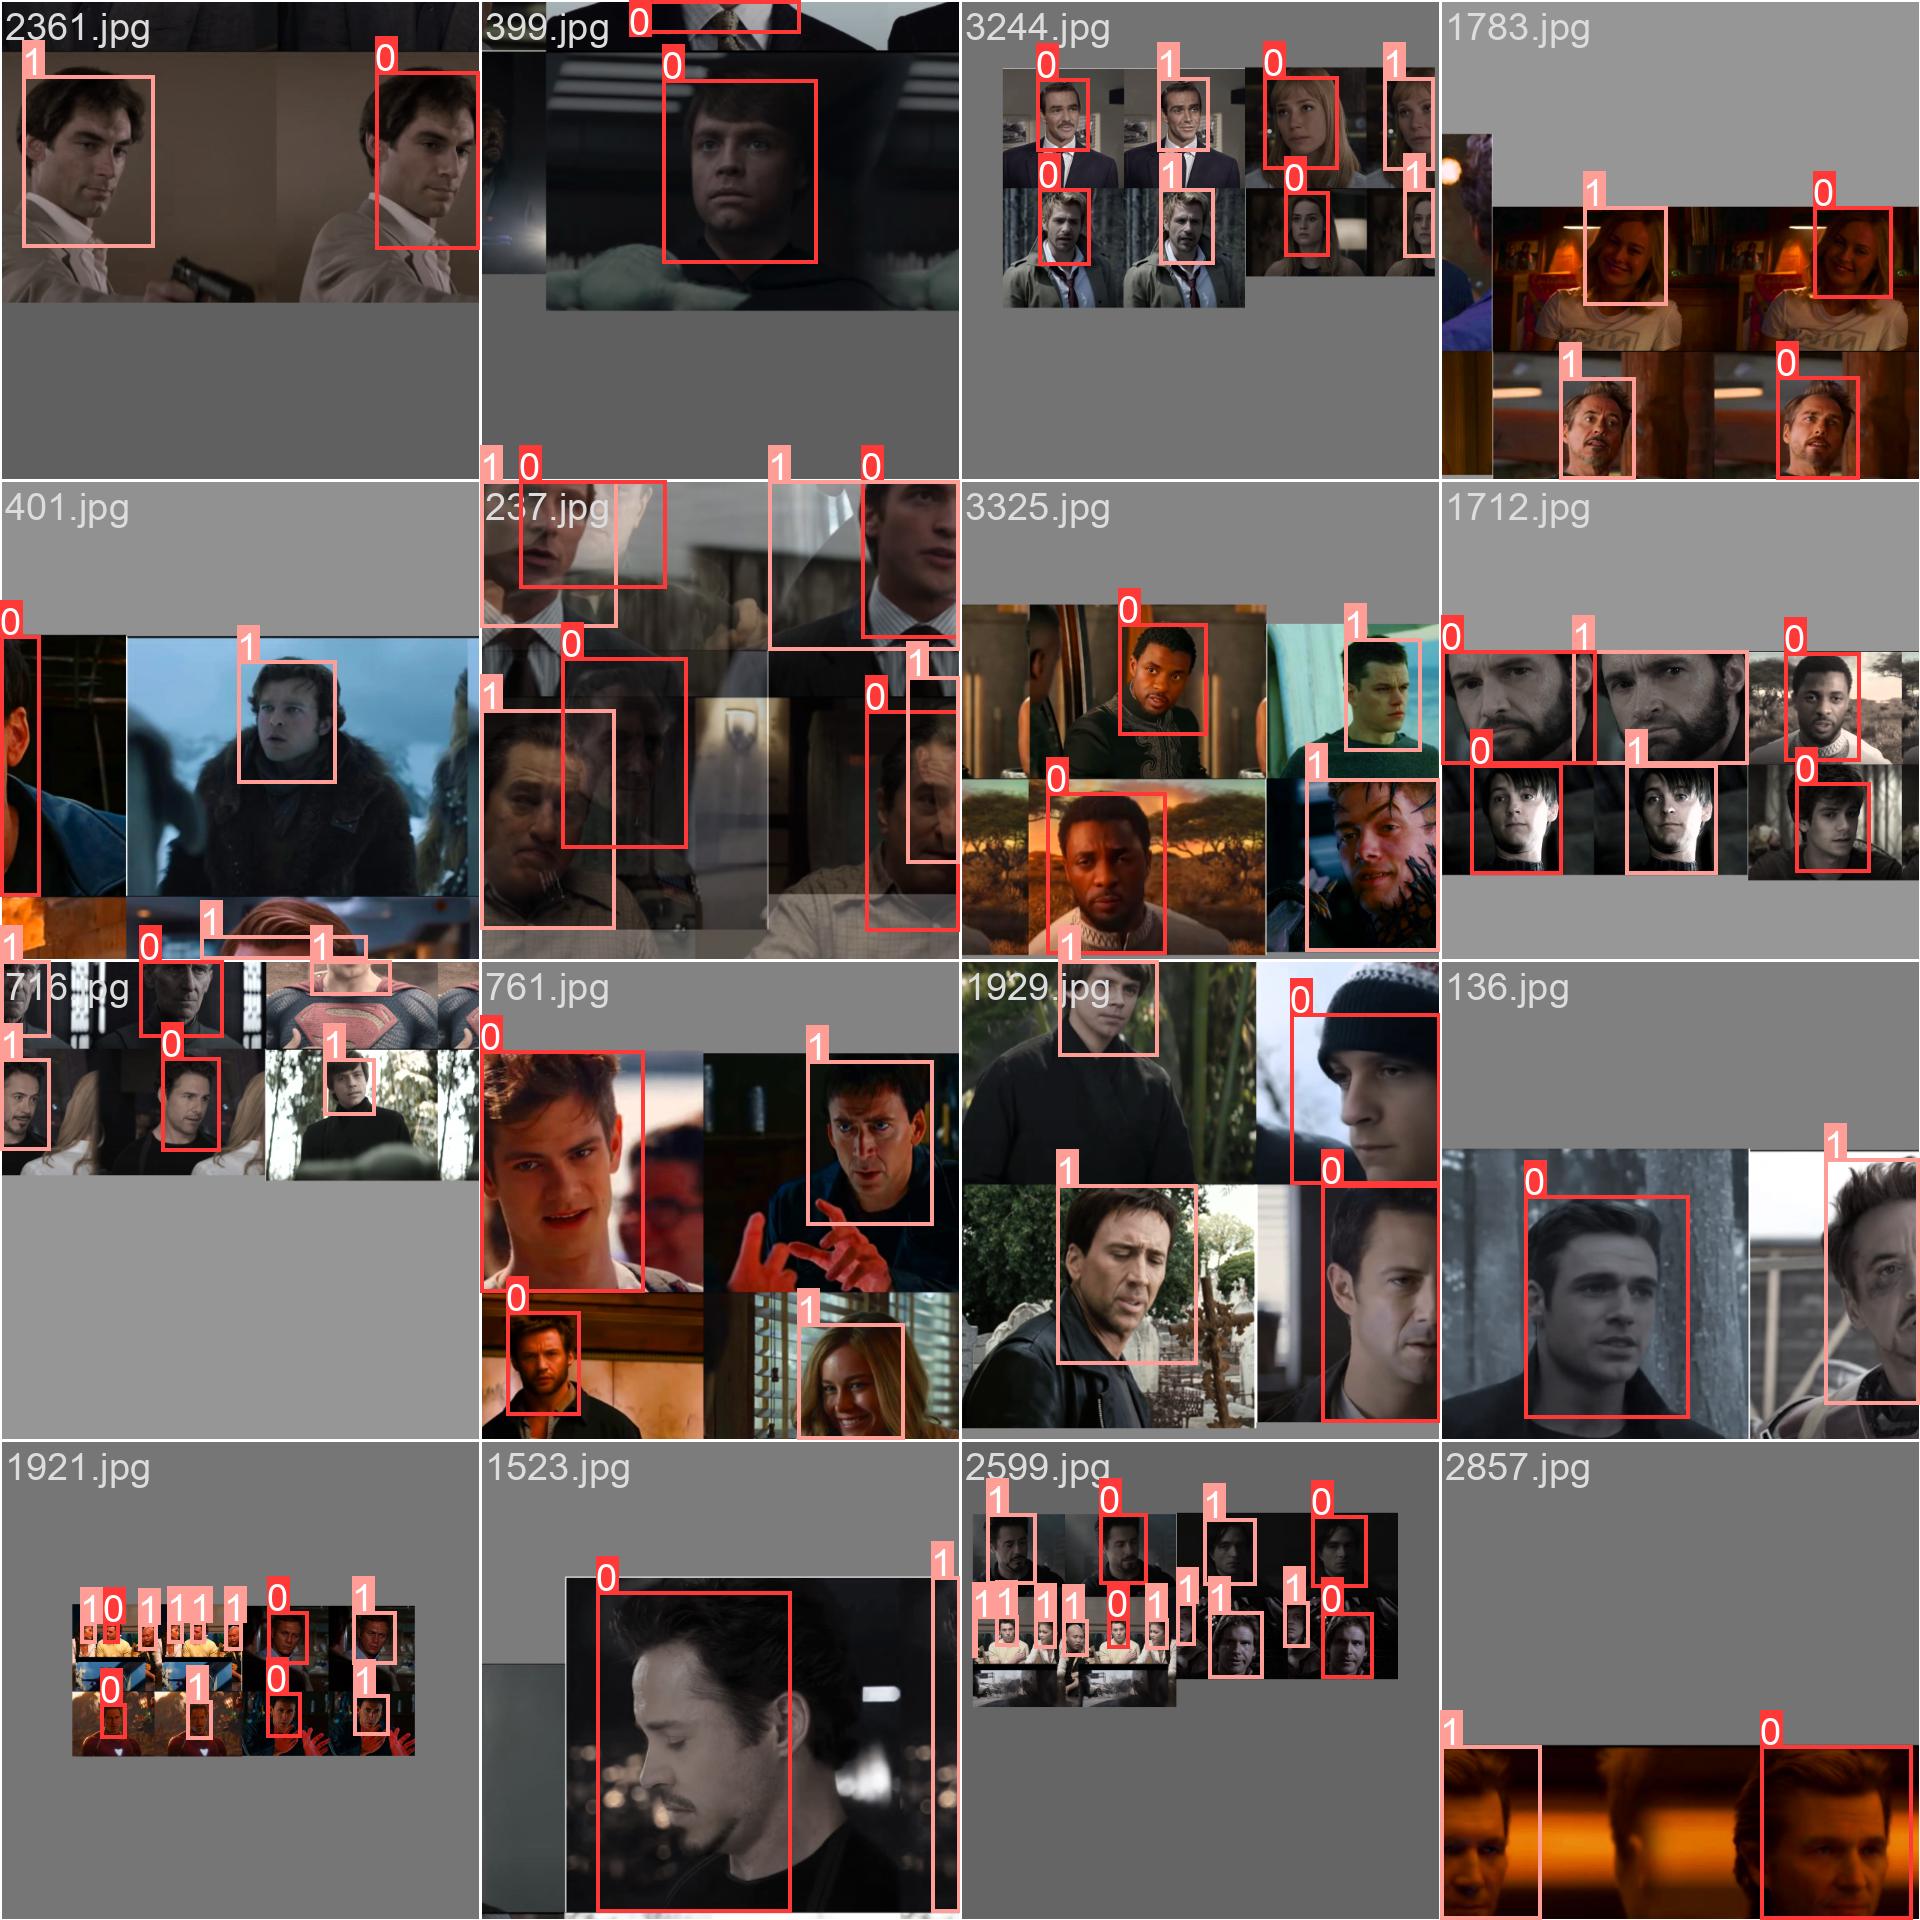 2361.jpg
399.jpg
3244.jpg
1783.jpg
1 0
0
0
0 1 0 1
0 1 0 1
1 0
1 0
401.jpg
237.jpg
3325.jpg
1712.jpg
0 1
1
1 0 1 0
0 1
1 0
0 1
0 1
0 1 0
0 1 0
716.jpg
761.jpg
1929.jpg
136.jpg
1 0 1
1 0 1
0 1
0 1
1 0
1 0
0 1
1921.jpg
1523.jpg
2599.jpg
2857.jpg
1 0 1 1 1 1 0 1
0 1 0 1
0 1
1 0 1 0
1 1 1 1 0 1 1 1 1 0
1 0